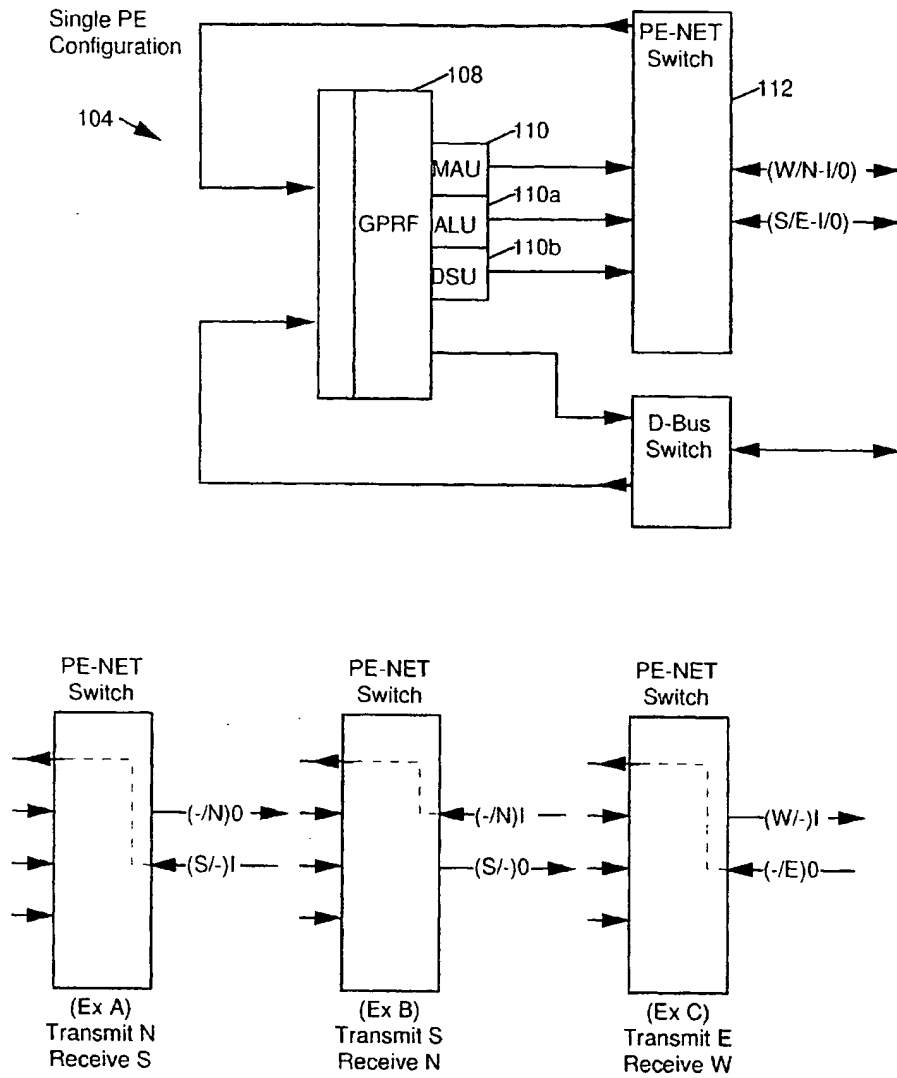 Single PE
Configuration
104
108
GPRF
110
MAU
110a
ALU
110b
DSU
PE-NET
Switch
112
(W/N-I/0)
(S/E-I/0)
D-Bus
Switch
PE-NET
Switch
(-/N)0
(S/-)I
(Ex A)
Transmit N
Receive S
PE-NET
Switch
(-/N)I
(S/-)0
(Ex B)
Transmit S
Receive N
PE-NET
Switch
(W/-)I
(-/E)0
(Ex C)
Transmit E
Receive W